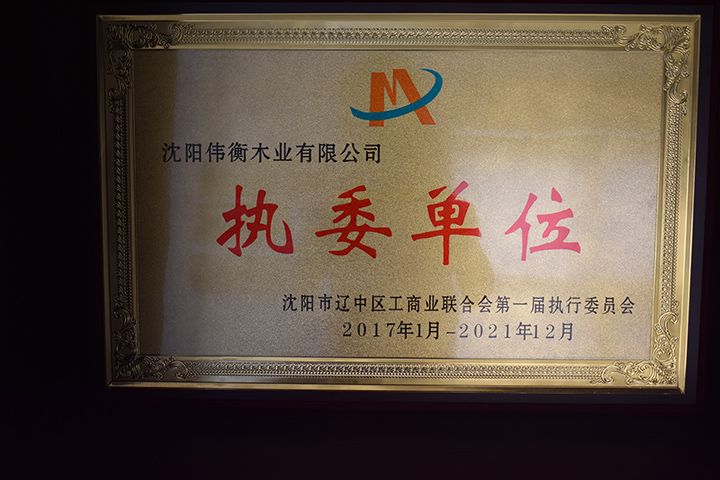 沈阳伟衡木业有限公司
执委单位
沈阳市辽中区工商业联合会第一届执行委员会
2017年1月-2021年12月